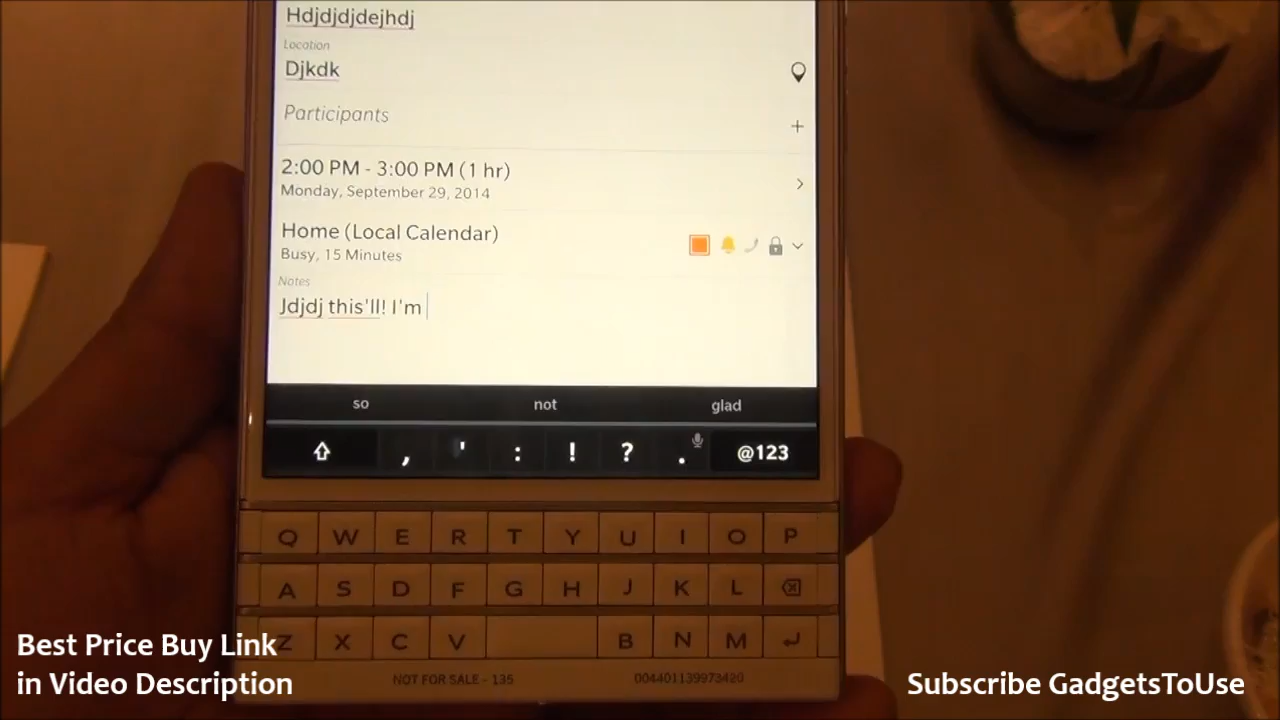 Hdjdjdjdejhdj
Location
Djkdk
Participants
+
2:00 PM - 3:00 PM (1 hr)
Monday, September 29, 2014
Home (Local Calendar)
Busy, 15 Minutes
Notes
Jdjdj this'll! I'm
so not glad
, ' : ! ? . @123
Q W E R T Y U I O P
A S D F G H J K L
Z X C V B N M
NOT FOR SALE - 135 004401139973420
Best Price Buy Link
in Video Description
Subscribe GadgetsToUse